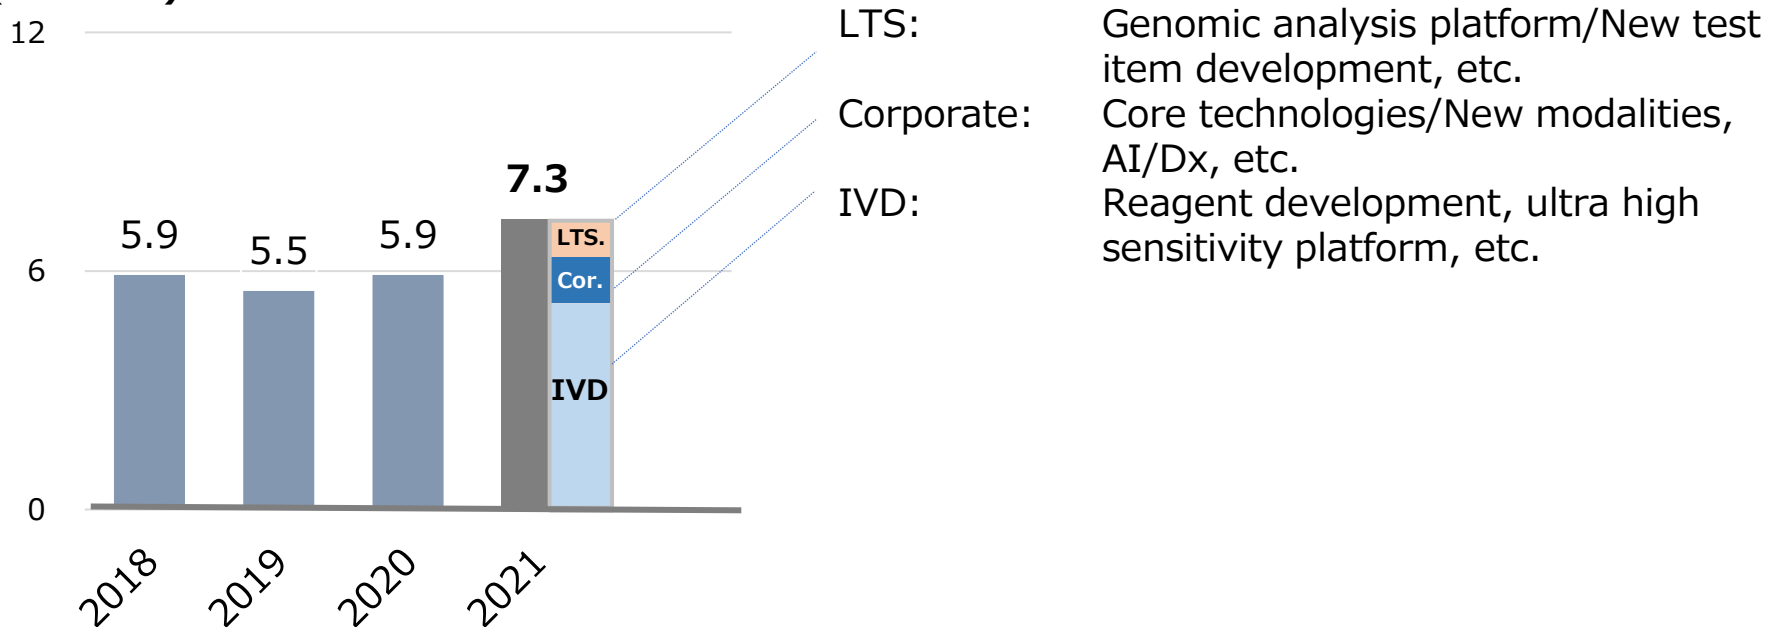 12
6
0
5.9
5.5
5.9
7.3
LTS.
Cor.
IVD
2018
2019
2020
2021
LTS: Genomic analysis platform/New test
item development, etc.
Corporate: Core technologies/New modalities,
AI/Dx, etc.
IVD: Reagent development, ultra high
sensitivity platform, etc.